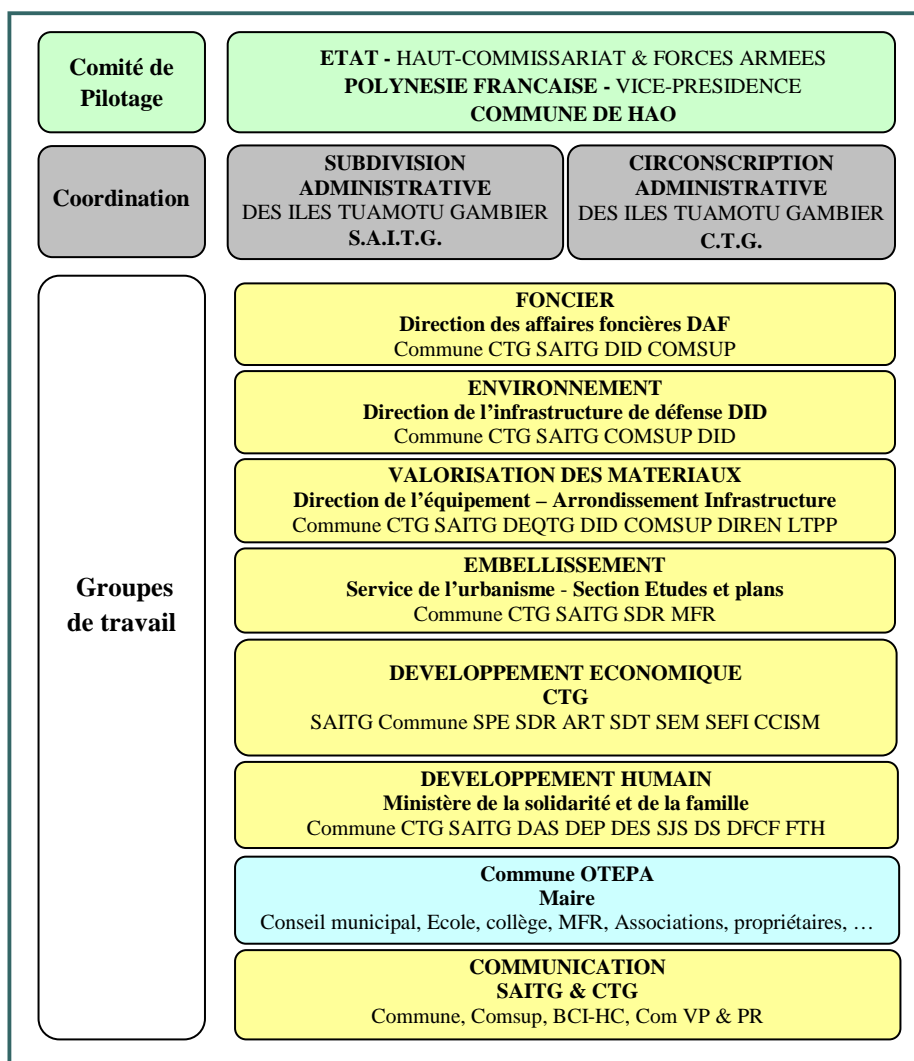 Comité de
Pilotage
ETAT - HAUT-COMMISSARIAT & FORCES ARMEES
POLYNESIE FRANCAISE - VICE-PRESIDENCE
COMMUNE DE HAO
Coordination
SUBDIVISION
ADMINISTRATIVE
DES ILES TUAMOTU GAMBIER
S.A.I.T.G.
CIRCONSCRIPTION
ADMINISTRATIVE
DES ILES TUAMOTU GAMBIER
C.T.G.
Groupes
de travail
FONCIER
Direction des affaires foncières DAF
Commune CTG SAITG DID COMSUP
ENVIRONNEMENT
Direction de l’infrastructure de défense DID
Commune CTG SAITG COMSUP DID
VALORISATION DES MATERIAUX
Direction de l’équipement – Arrondissement Infrastructure
Commune CTG SAITG DEQTG DID COMSUP DIREN LTPP
EMBELLISSEMENT
Service de l’urbanisme - Section Etudes et plans
Commune CTG SAITG SDR MFR
DEVELOPPEMENT ECONOMIQUE
CTG
SAITG Commune SPE SDR ART SDT SEM SEFI CCISM
DEVELOPPEMENT HUMAIN
Ministère de la solidarité et de la famille
Commune CTG SAITG DAS DEP DES SJS DS DFCF FTH
Commune OTEPA
Maire
Conseil municipal, Ecole, collège, MFR, Associations, propriétaires, …
COMMUNICATION
SAITG & CTG
Commune, Comsup, BCI-HC, Com VP & PR